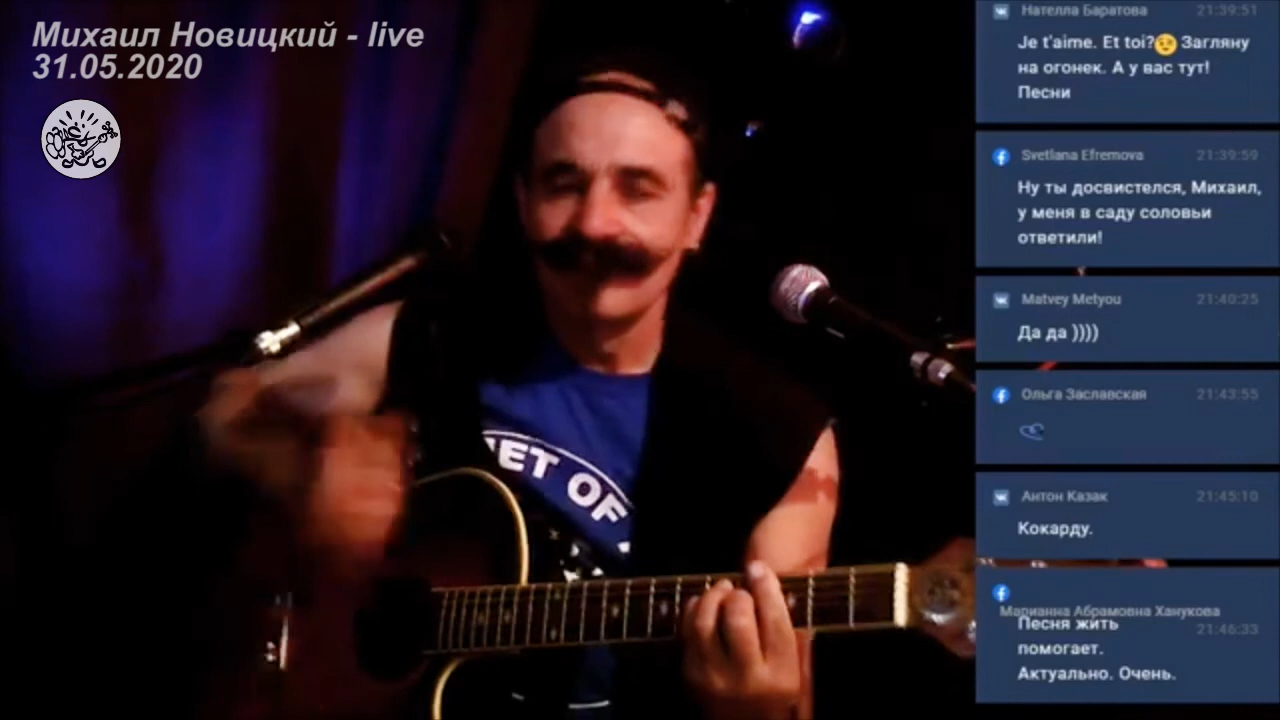 Михаил Новицкий - live
31.05.2020
Нателла Баратова 21:39:51
Je t'aime. Et toi? Загляну
на огонек. А у вас тут!
Песни
Svetlana Efremova 21:39:59
Ну ты досвистелся, Михаил,
у меня в саду соловьи
ответили!
Matvey Metyou 21:40:25
Да да ))))
Ольга Заславская 21:43:55
Антон Казак 21:45:10
Кокарду.
Марианна Абрамовна Ханукова
21:46:33
Песня жить
помогает.
Актуально. Очень.
ET OF